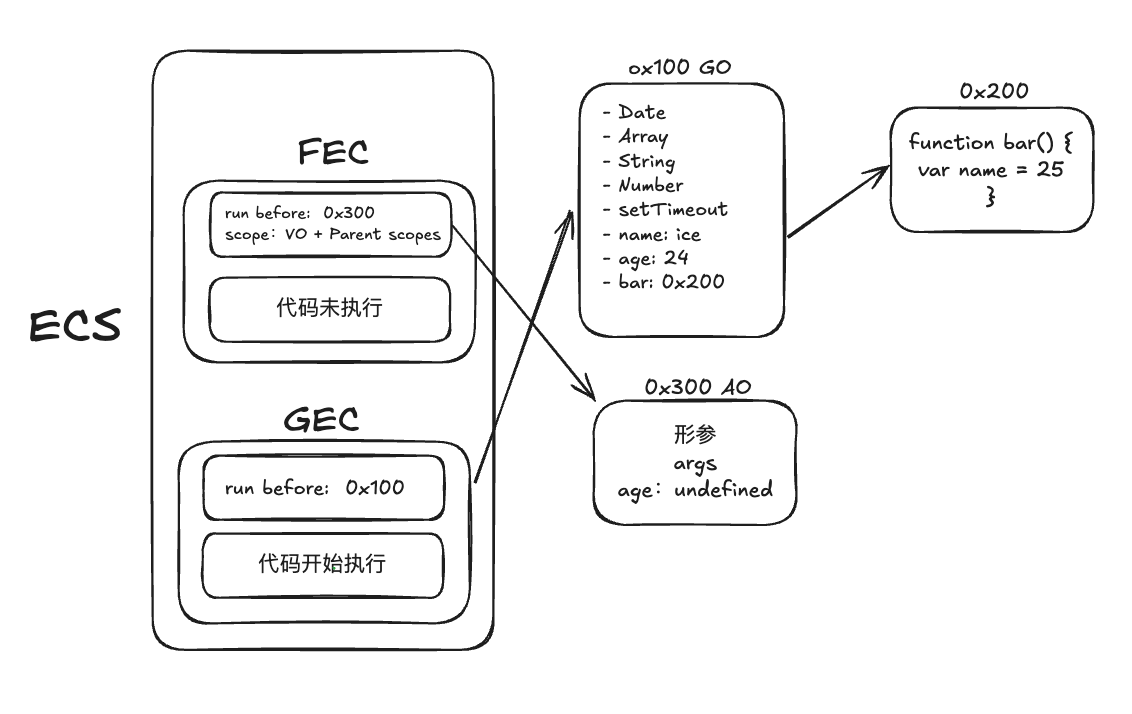 ECS
FEC
run before: 0x300
scope: VO + Parent scopes
代码未执行
GEC
run before: 0x100
代码开始执行
ox100 GO
- Date
- Array
- String
- Number
- setTimeout
- name: ice
- age: 24
- bar: 0x200
0x200
function bar() {
var name = 25
}
0x300 AO
形参
args
age: undefined